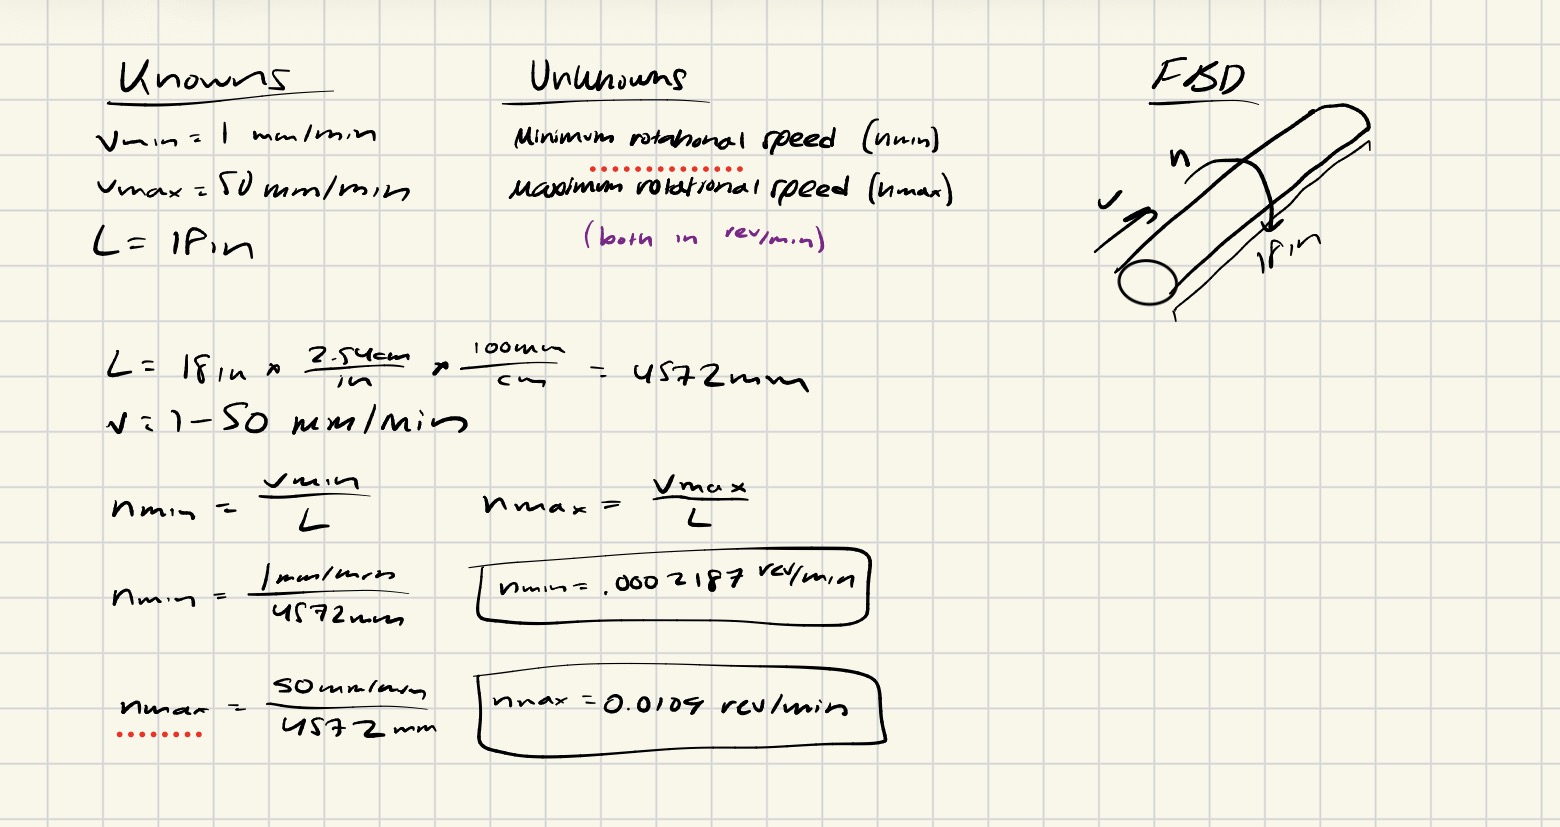 Knowns
vmin = 1 mm/min
vmax = 50 mm/min
L = 18in
Unknowns
Minimum rotational speed (nmin)
Maximum rotational speed (nmax)
(both in rev/min)
FBD
n
v
18in
L = 18in * 2.54cm/in * 100mm/cm = 4572mm
v = 1-50 mm/min
nmin = vmin/L
nmax = vmax/L
nmin = 1mm/min/4572mm
nmin = .0002187 rev/min
nmax = 50mm/min/4572mm
nmax = 0.0109 rev/min